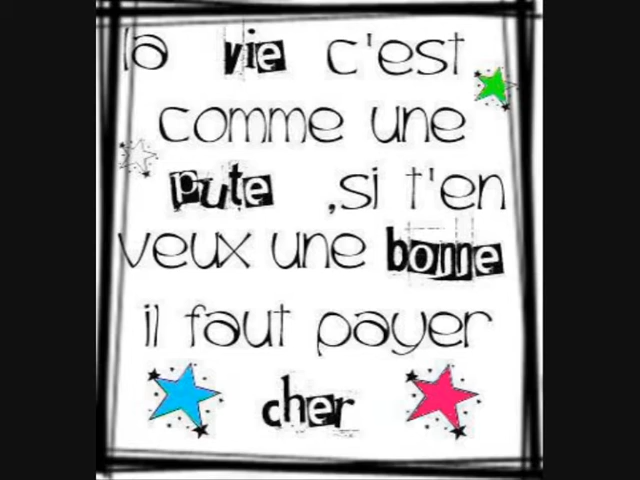 la vie c'est
comme une
pute ,si t'en
veux une bonne
il faut payer
cher